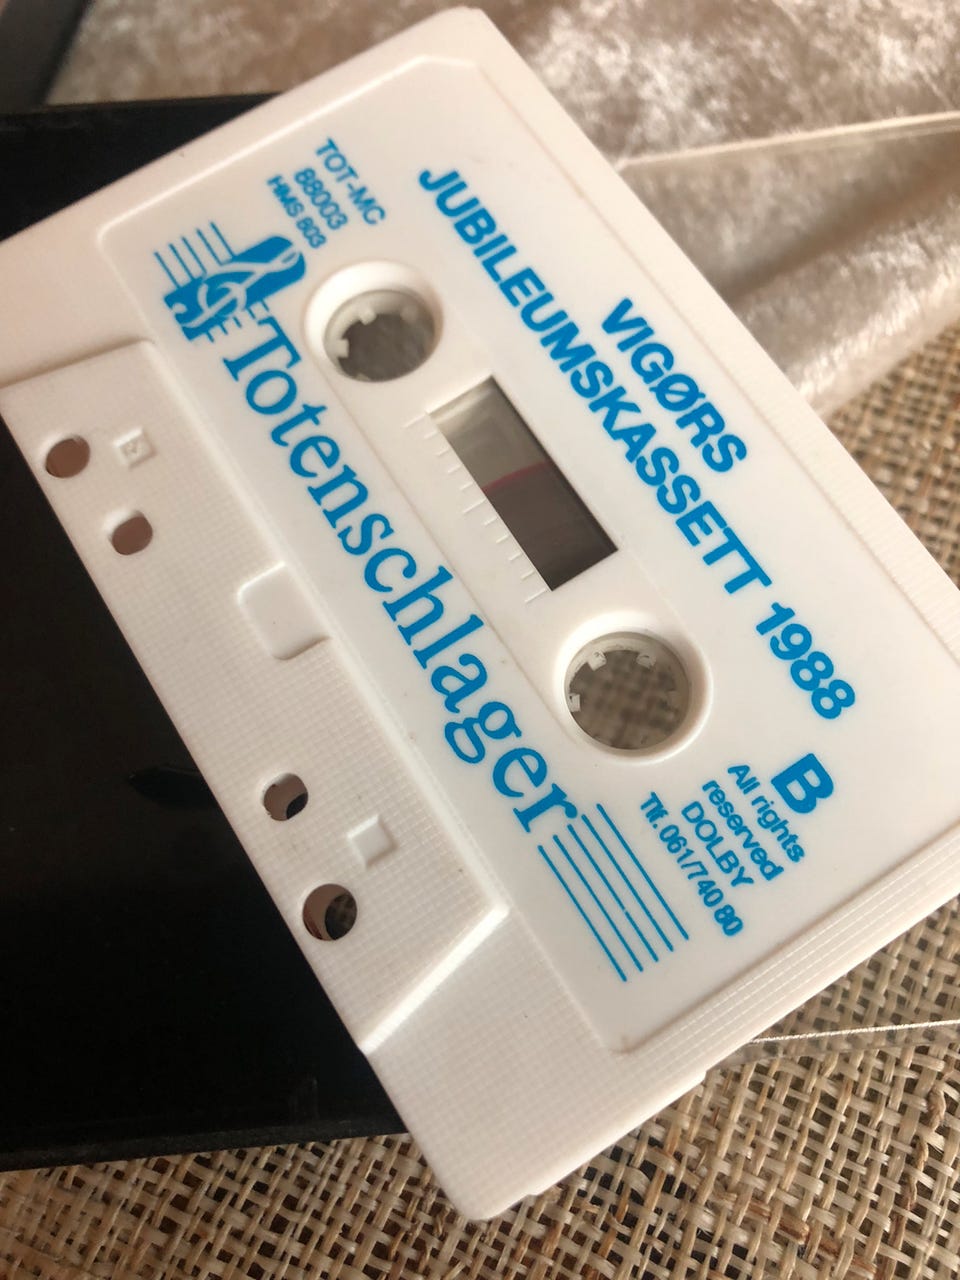 VIGØRS
JUBILEUMSKASSETT 1988
TOT-MC
88003
HMS 803
B
All rights
reserved
DOLBY
Tlf. 061/740 80
Totenschlager